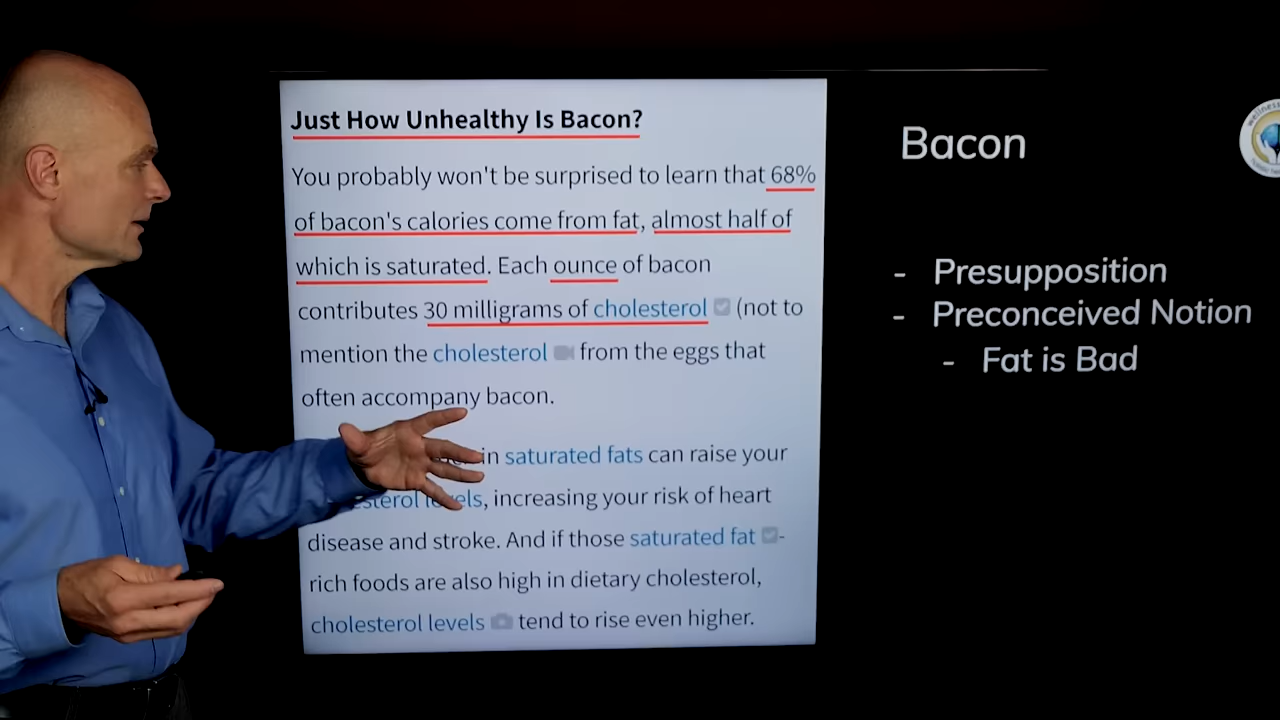 Just How Unhealthy Is Bacon?
You probably won't be surprised to learn that 68%
of bacon's calories come from fat, almost half of
which is saturated. Each ounce of bacon
contributes 30 milligrams of cholesterol (not to
mention the cholesterol from the eggs that
often accompany bacon.
in saturated fats can raise your
levels, increasing your risk of heart
disease and stroke. And if those saturated fat -
rich foods are also high in dietary cholesterol,
cholesterol levels tend to rise even higher.
Bacon
- Presupposition
- Preconceived Notion
- Fat is Bad